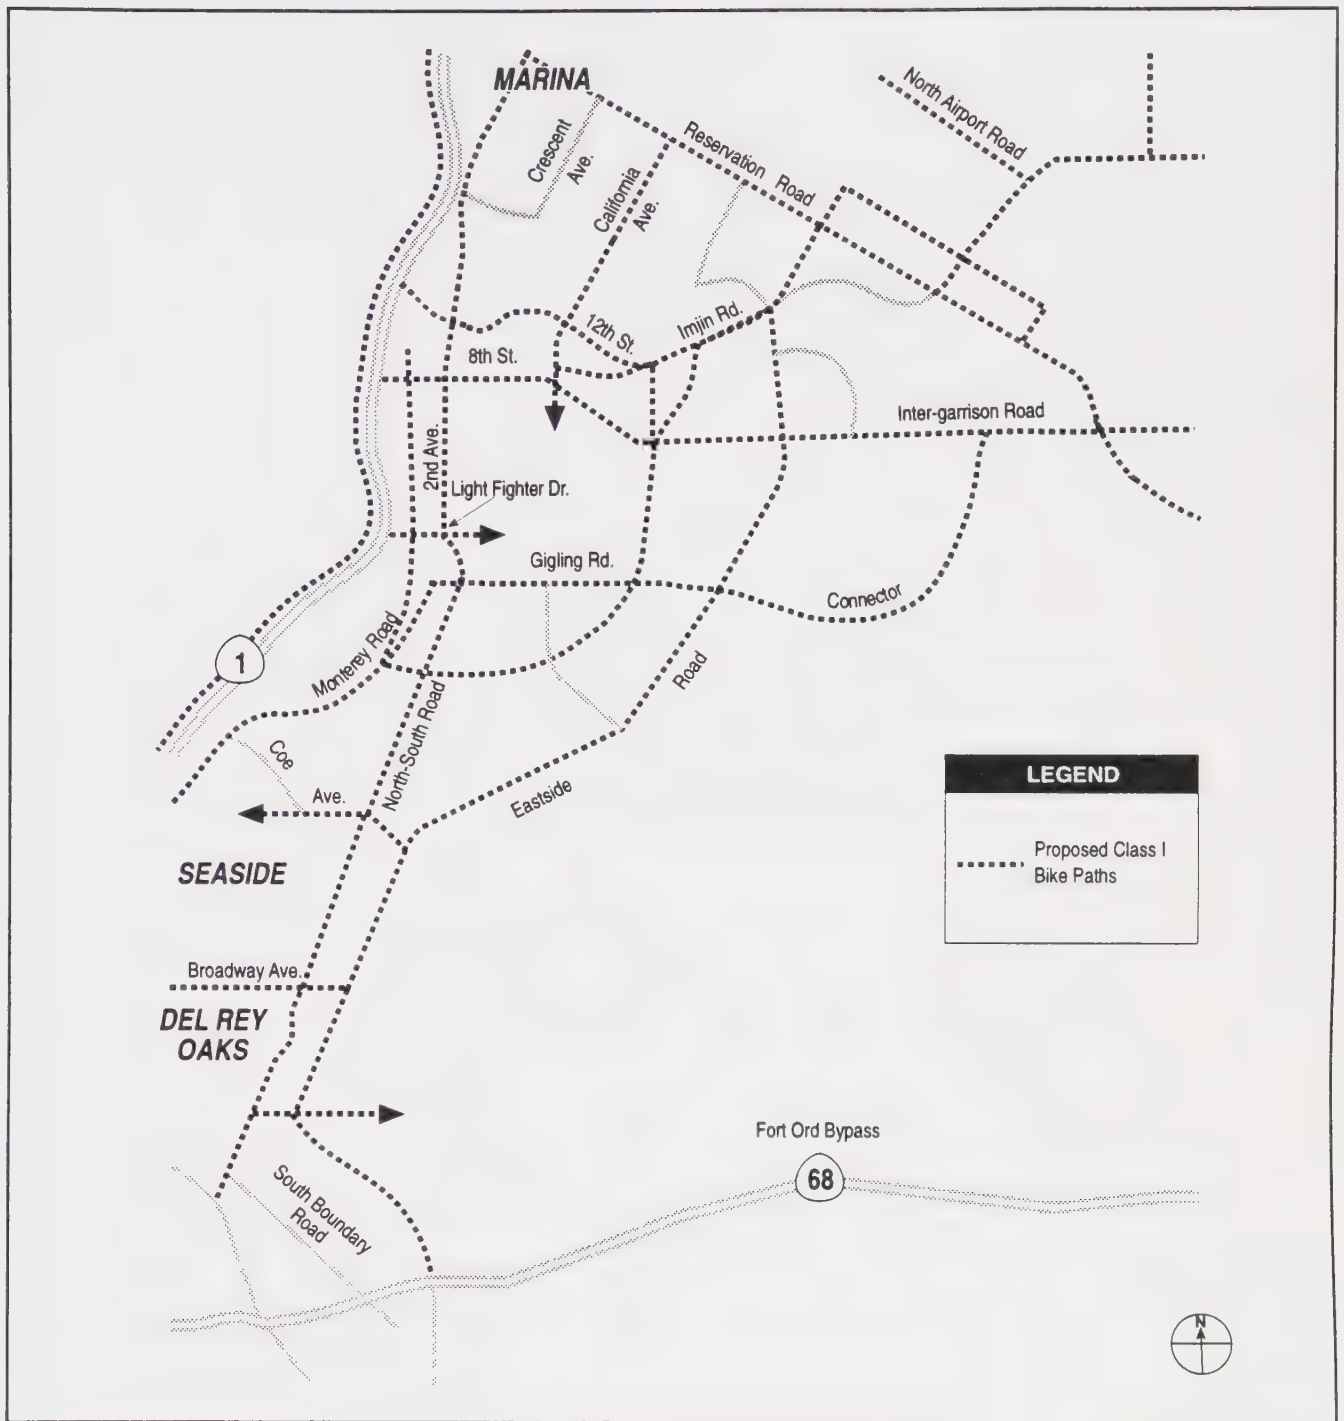 MARINA
North Airport Road
Crescent
Ave.
California
Ave.
Reservation Road
12th St.
Imjin Rd.
8th St.
Inter-garrison Road
2nd Ave.
Light Fighter Dr.
Gigling Rd.
Connector
1
Monterey Road
Road
North-South Road
Coe
Ave.
Eastside
LEGEND
Proposed Class I
Bike Paths
SEASIDE
Broadway Ave.
DEL REY
OAKS
Fort Ord Bypass
68
South Boundary
Road
N